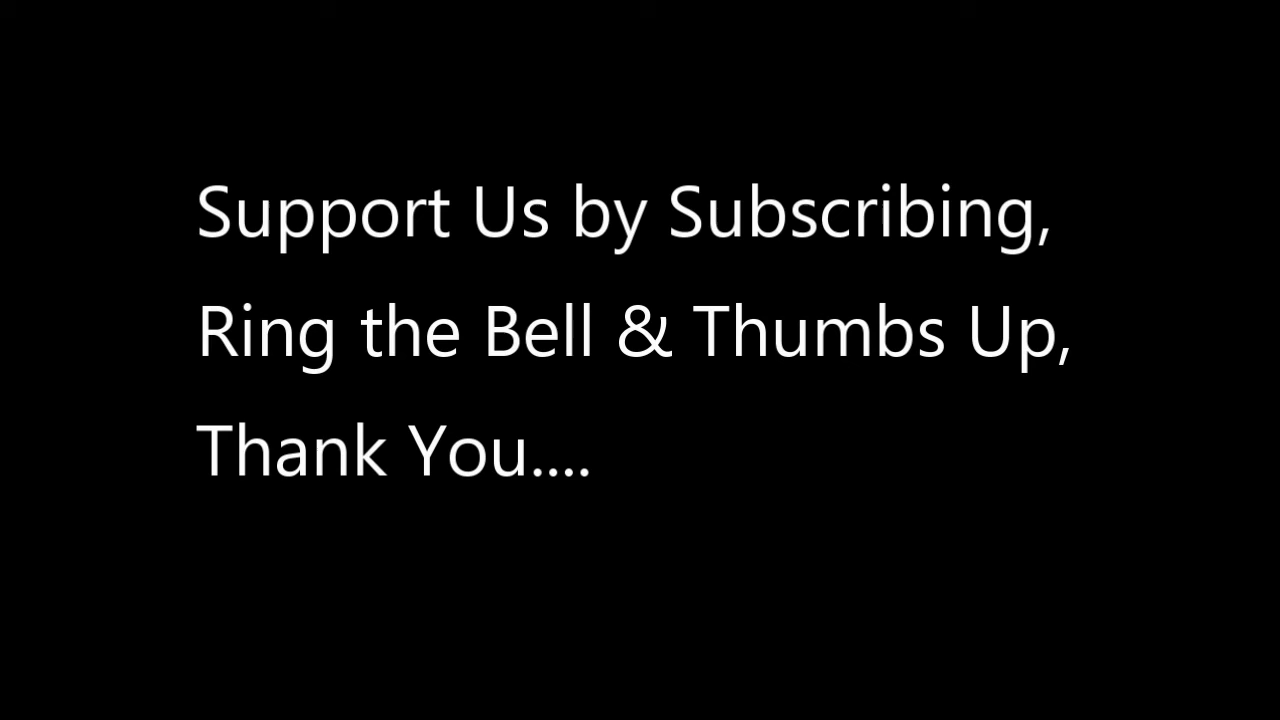 Support Us by Subscribing,
Ring the Bell & Thumbs Up,
Thank You....